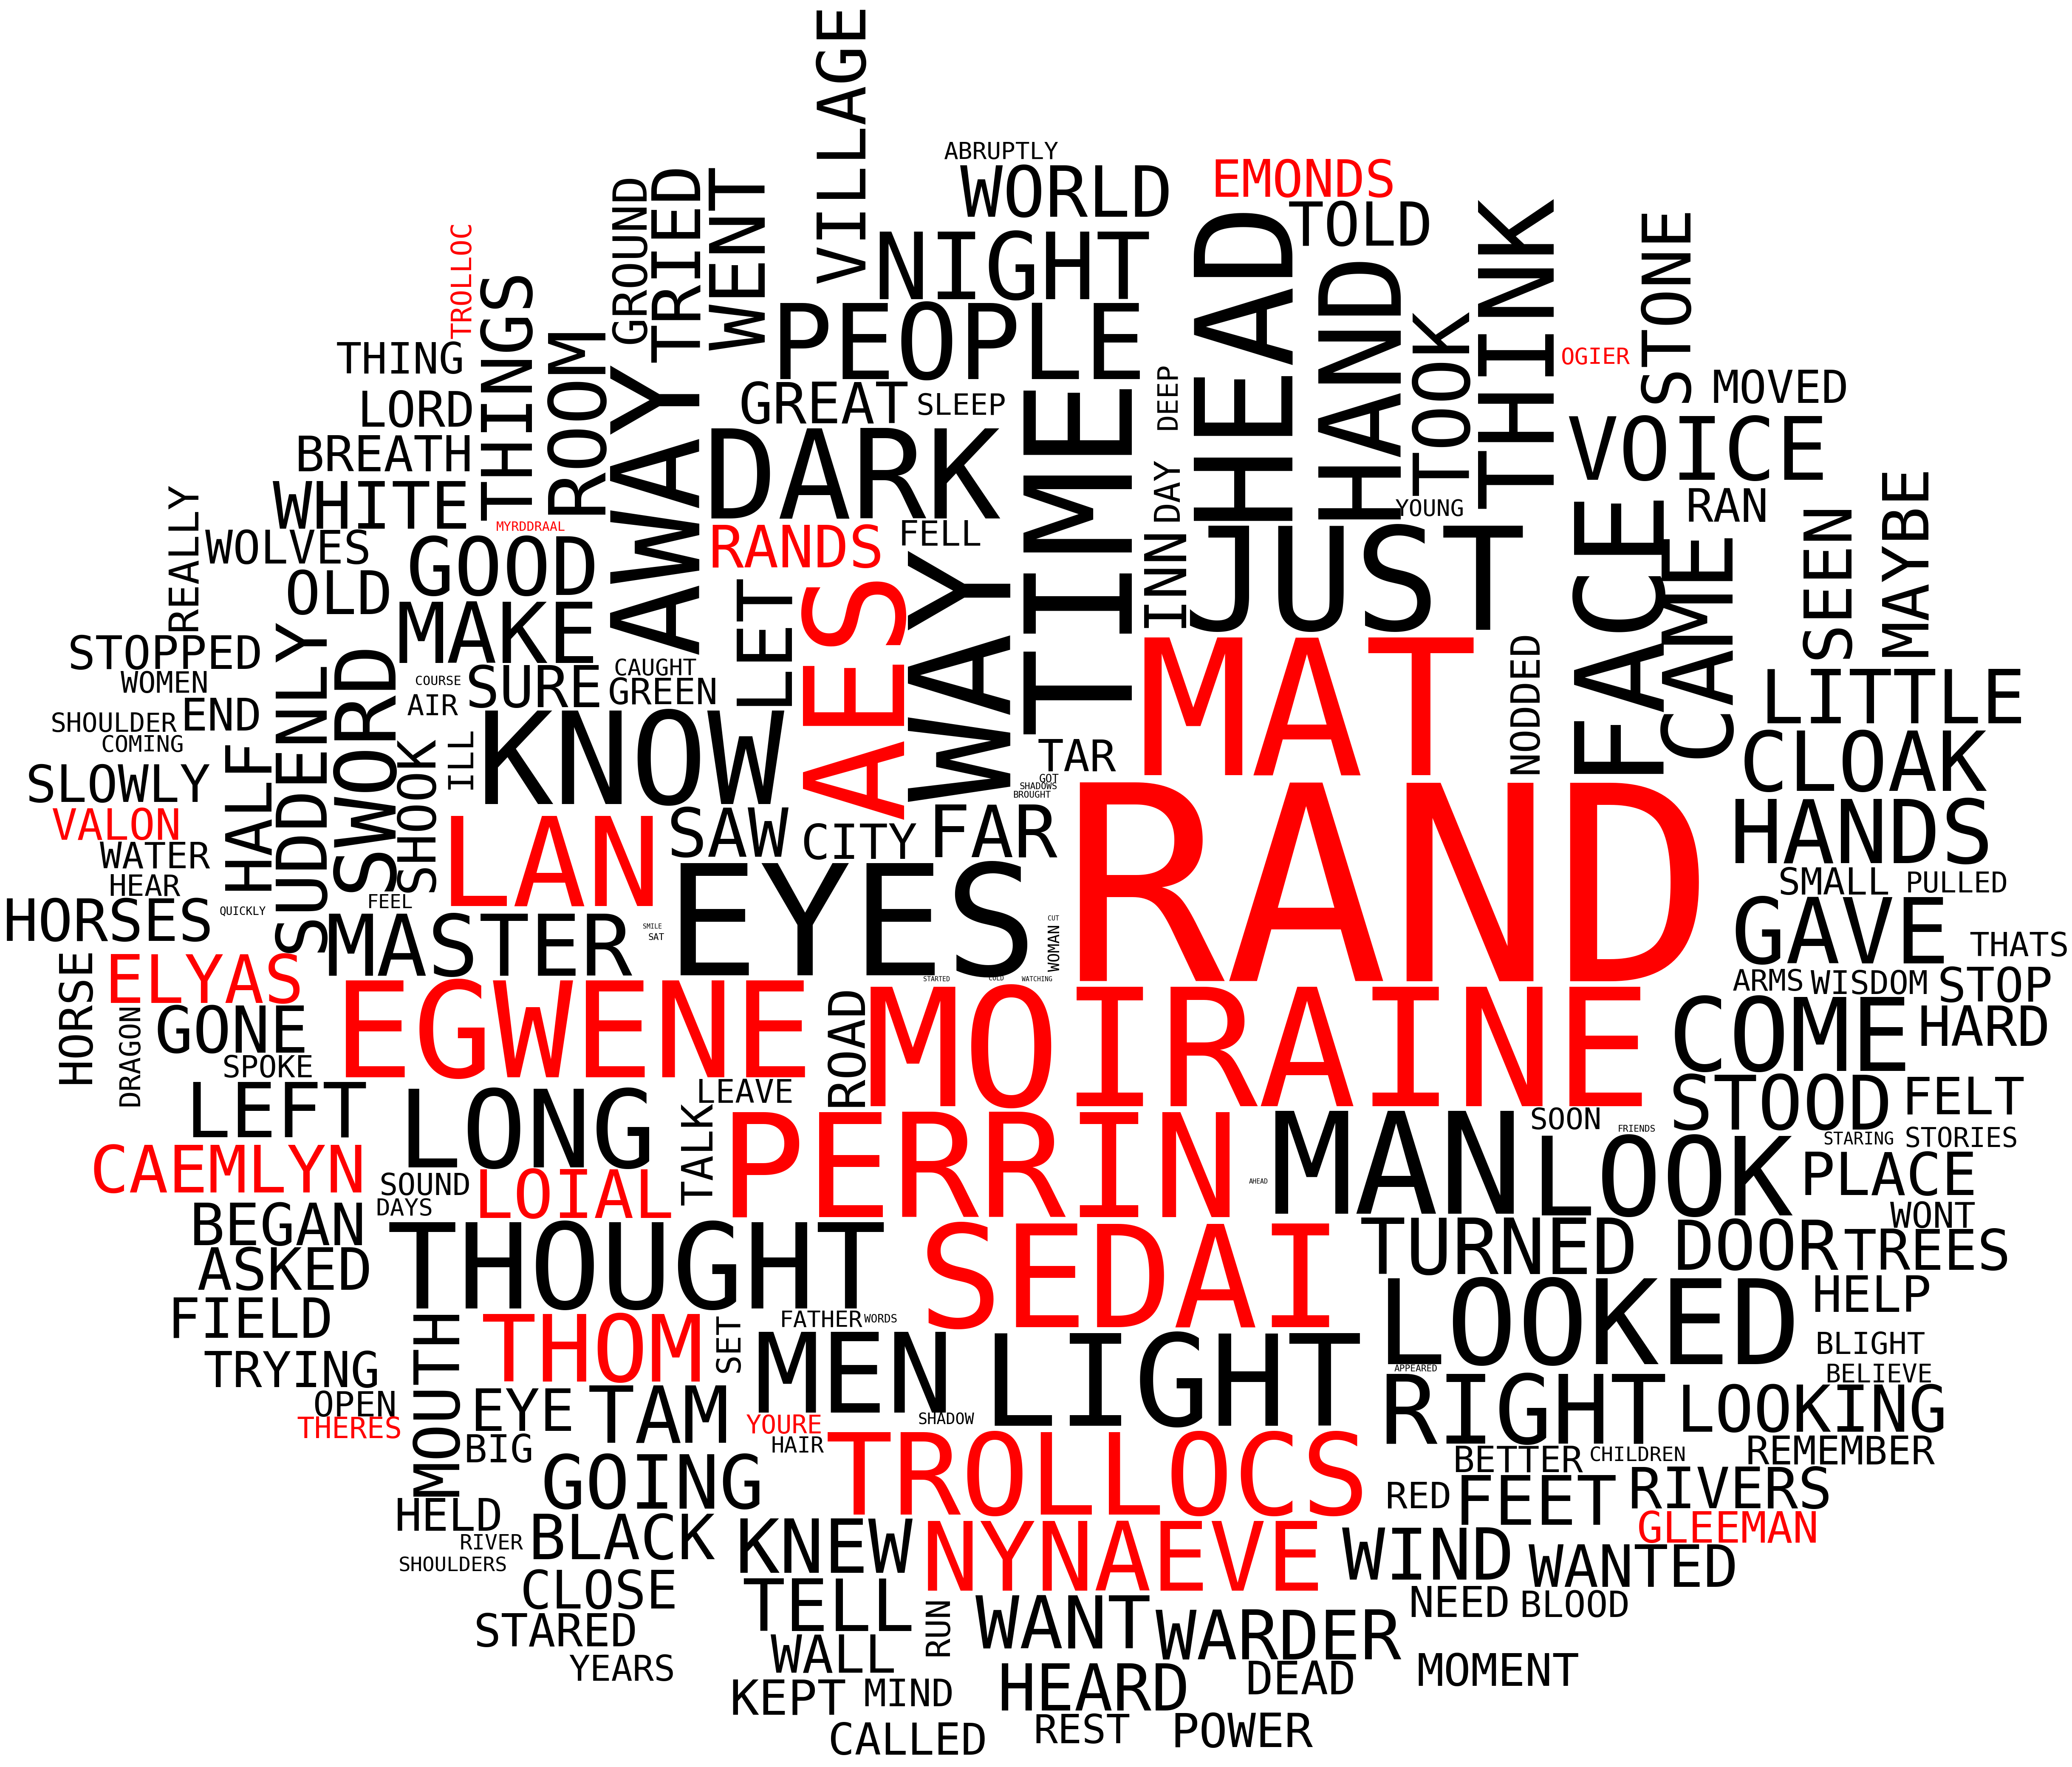 VILLAGE
ABRUPTLY
WORLD
EMONDS
TOLD
NIGHT
HEAD
HAND
TOOK
THINK
OGIER
STONE
MOVED
TROLLOC
GROUND
TRIED
WENT
THINGS
ROOM
PEOPLE
THING
LORD
BREATH
WHITE
AWAY
GREAT
SLEEP
DEEP
DARK
TIME
DAY
YOUNG
VOICE
RAN
MAYBE
SEEN
REALLY
WOLVES
MYRDDRAAL
GOOD
RANDS
FELL
INN
JUST
FACE
CAME
OLD
MAKE
LET
AES
WAY
MAT
NODDED
STOPPED
WOMEN
SUDDENLY
SWORD
COURSE
SURE
CAUGHT
GREEN
AIR
LITTLE
SHOULDER
END
COMING
HALF
SHOOK
ILL
KNOW
TAR
GOT
SHADOWS
BROUGHT
CLOAK
SLOWLY
VALON
WATER
HEAR
LAN
SAW
CITY
FAR
RAND
HANDS
SMALL
PULLED
HORSES
QUICKLY
FEEL
MASTER
SMILE
SAT
EYES
CUT
WOMAN
GAVE
THATS
HORSE
ELYAS
DRAGON
GONE
SPOKE
EGWENE
STARTED
COLD
WATCHING
ROAD
MOIRAINE
ARMS
WISDOM
STOP
COME
HARD
LEFT
LONG
LEAVE
TALK
PERRIN
AHEAD
MAN
SOON
FRIENDS
LOOK
STOOD
FELT
STARING
STORIES
CAEMLYN
SOUND
DAYS
LOIAL
PLACE
WONT
BEGAN
ASKED
THOUGHT
SEDAI
TURNED
DOOR
TREES
FIELD
MOUTH
THOM
SET
FATHER
WORDS
LOOKED
HELP
TRYING
MEN
LIGHT
APPEARED
BLIGHT
BELIEVE
OPEN
THERES
EYE
TAM
YOURE
SHADOW
HAIR
RIGHT
LOOKING
BIG
TROLLOCS
BETTER
CHILDREN
REMEMBER
GOING
RED
FEET
RIVERS
HELD
RIVER
BLACK
KNEW
NYNAEVE
WIND
GLEEMAN
WANTED
SHOULDERS
CLOSE
TELL
RUN
WANT
WARDER
NEED
BLOOD
STARED
WALL
YEARS
KEPT
MIND
HEARD
DEAD
MOMENT
CALLED
REST
POWER